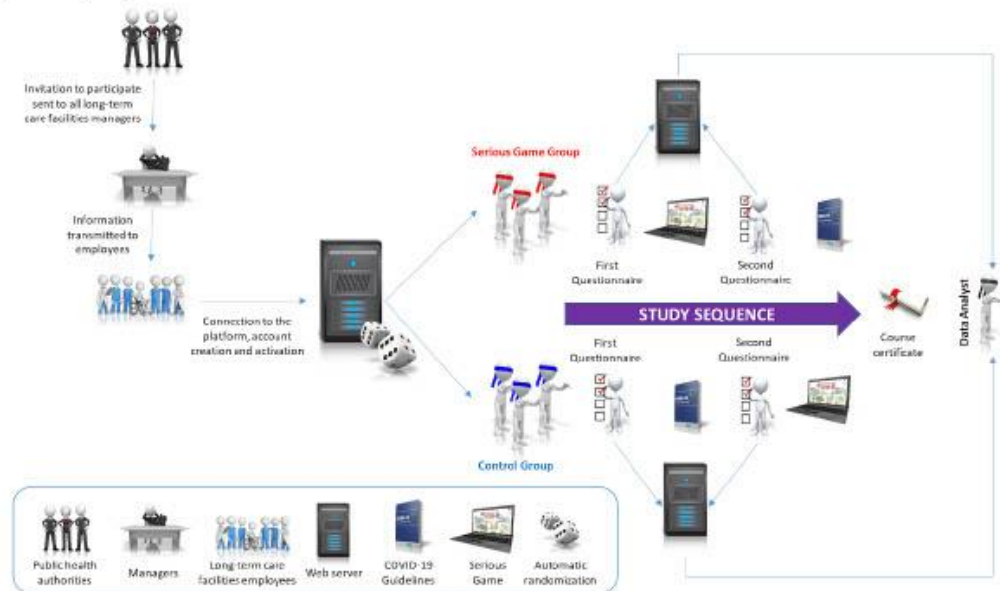 Invitation to participate
sent to all long-term
care facilities managers
Information
transmitted to
employees
Connection to the
platform, account
creation and activation
Serious Game Group
First
Questionnaire
Second
Questionnaire
STUDY SEQUENCE
First
Questionnaire
Second
Questionnaire
Control Group
Course
certificate
Data Analyst
Public health
authorities
Managers
Long-term care
facilities employees
Web server
COVID-19
Guidelines
Serious
Game
Automatic
randomization